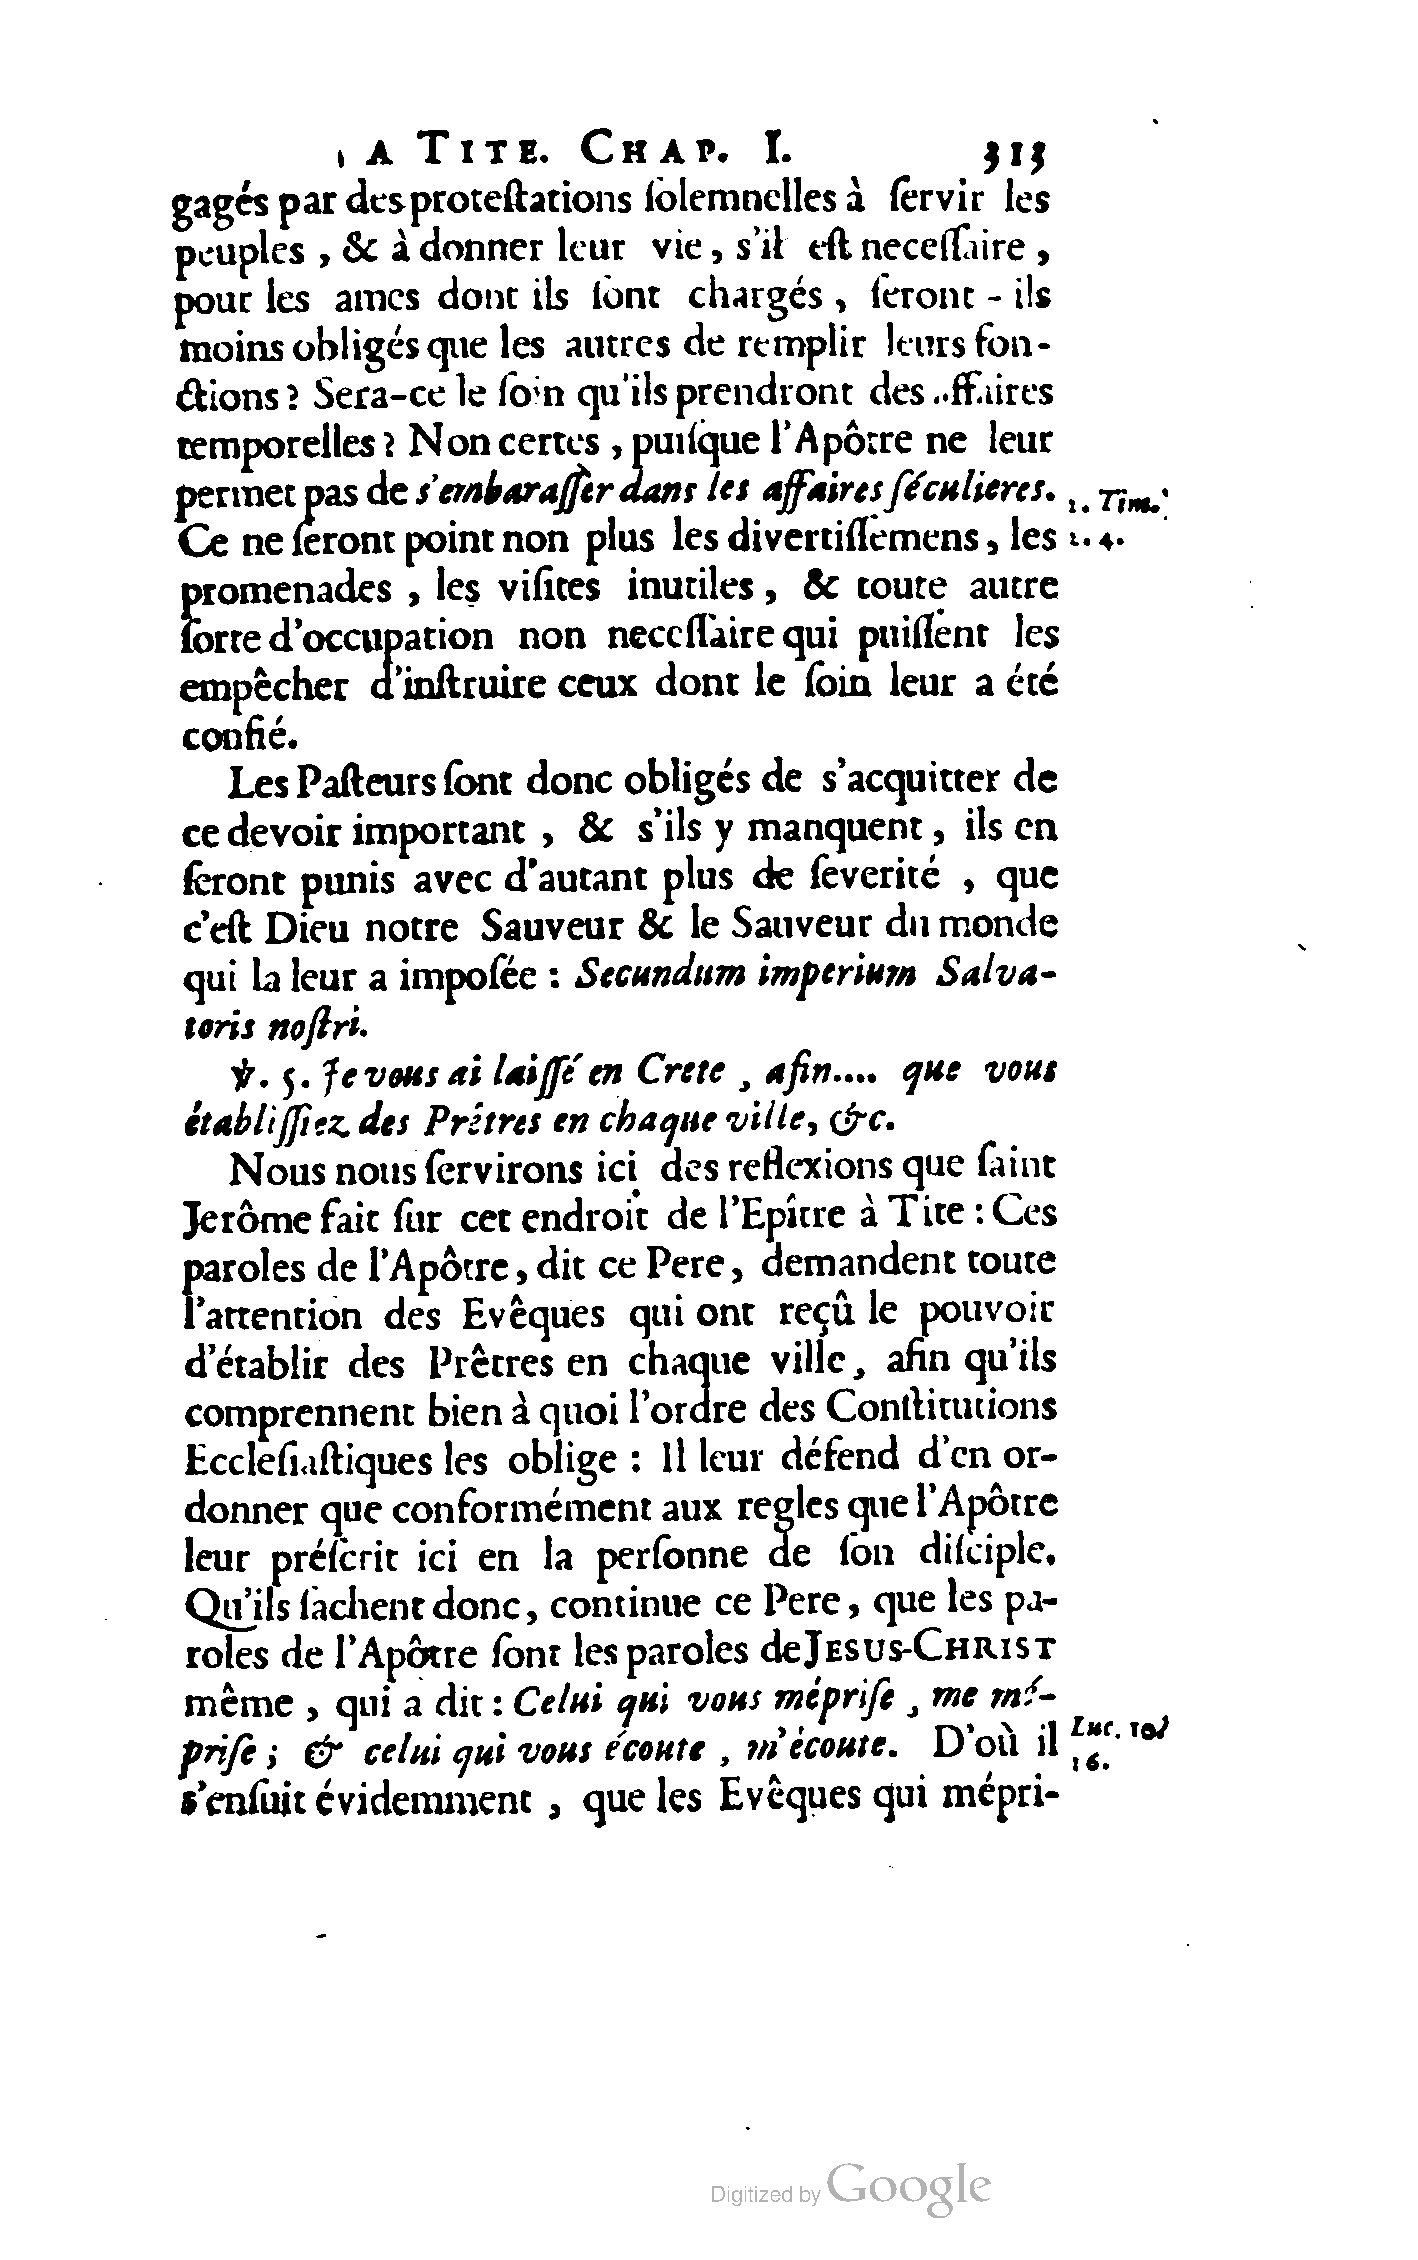 A TITE. CHAP. I. 313
gagés par des protestations solemnelles à servir les
peuples , & à donner leur vie, s'il est necessaire ,
pour les ames dont ils sont chargés , seront - ils
moins obligés que les autres de remplir leurs fon-
ctions ? Sera-ce le soin qu'ils prendront des affaires
temporelles ? Non certes , puisque l'Apôtre ne leur
permet pas de s'embarasser dans les affaires séculieres. 1. Tim.
Ce ne seront point non plus les divertissemens, les 2. 4.
promenades , les visites inutiles , & toute autre
sorte d'occupation non necessaire qui puissent les
empêcher d'instruire ceux dont le soin leur a été
confié.
Les Pasteurs sont donc obligés de s'acquitter de
ce devoir important , & s'ils y manquent , ils en
seront punis avec d'autant plus de severité , que
c'est Dieu notre Sauveur & le Sauveur du monde
qui la leur a imposée : Secundum imperium Salva-
toris nostri.
℣. 5. Je vous ai laissé en Crete , afin.... que vous
établissiez des Prêtres en chaque ville, &c.
Nous nous servirons ici des reflexions que saint
Jerôme fait sur cet endroit de l'Epître à Tite : Ces
paroles de l'Apôtre , dit ce Pere , demandent toute
l'attention des Evêques qui ont reçû le pouvoir
d'établir des Prêtres en chaque ville , afin qu'ils
comprennent bien à quoi l'ordre des Constitutions
Ecclesiastiques les oblige : Il leur défend d'en or-
donner que conformément aux regles que l'Apôtre
leur préscrit ici en la personne de son disciple.
Qu'ils sachent donc, continue ce Pere, que les pa-
roles de l'Apôtre sont les paroles de JESUS-CHRIST
même , qui a dit : Celui qui vous méprise , me mé-
prise ; & celui qui vous écoute , m'écoute. D'où il Luc. 10.
s'ensuit évidemment , que les Evêques qui mépri- 16.
Digitized by Google